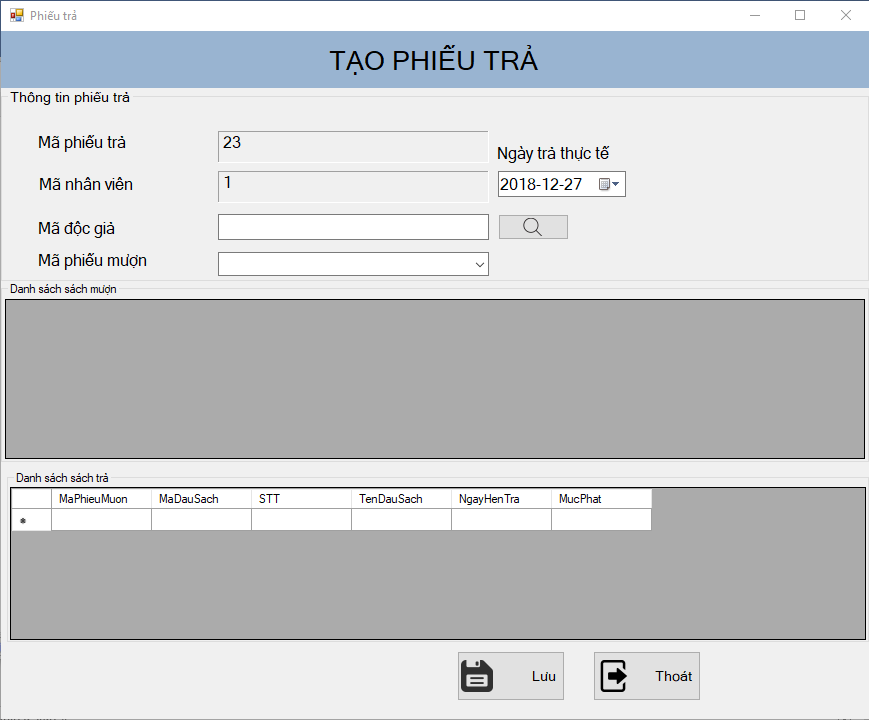 Phiếu trả
TẠO PHIẾU TRẢ
Thông tin phiếu trả
Mã phiếu trả
23
Ngày trả thực tế
Mã nhân viên
1
2018-12-27
Mã độc giả
Mã phiếu mượn
Danh sách sách mượn
Danh sách sách trả
MaPhieuMuon MaDauSach STT TenDauSach NgayHenTra MucPhat
*
Lưu
Thoát